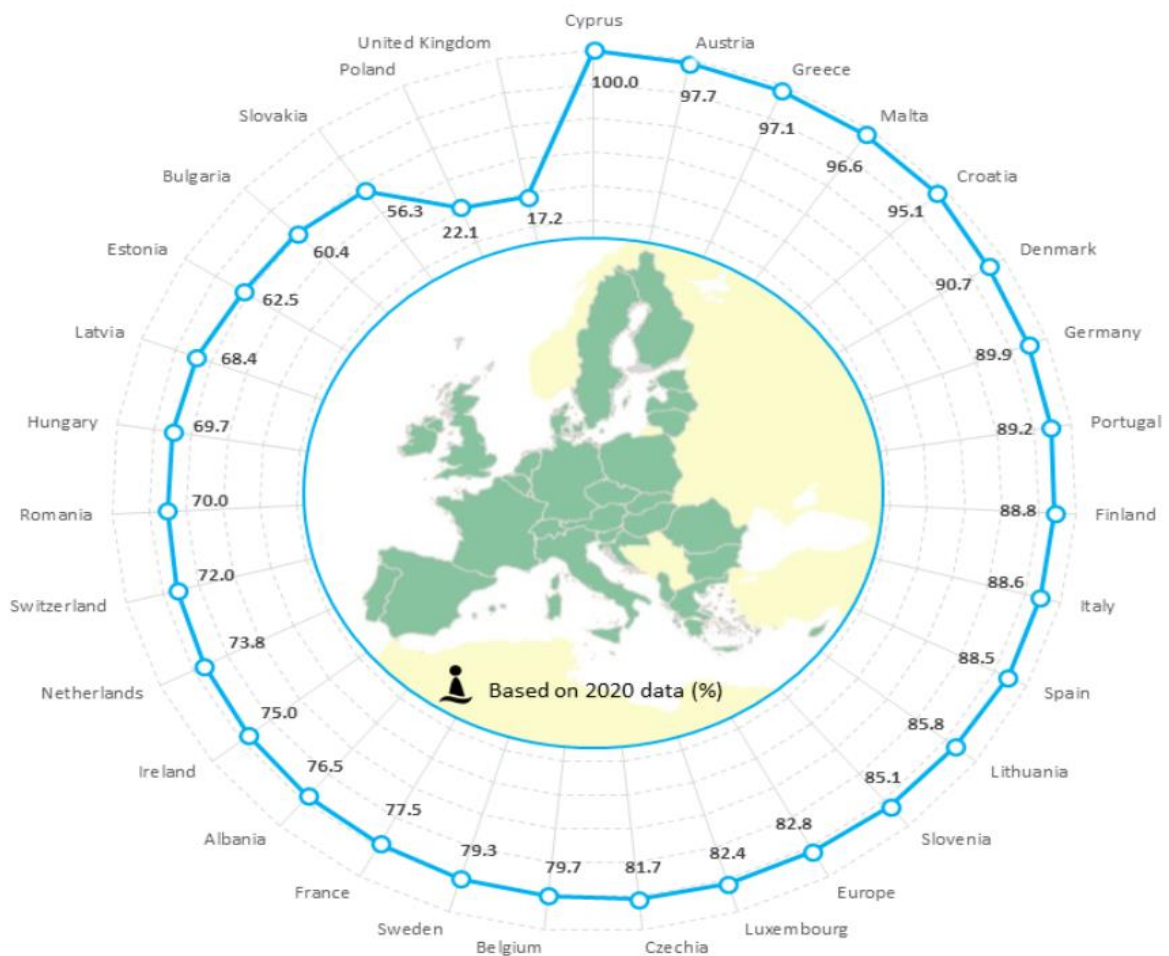 Cyprus
100.0
Austria
97.7
Greece
97.1
Malta
96.6
Croatia
95.1
Denmark
90.7
Germany
89.9
Portugal
89.2
Finland
88.8
Italy
88.6
Spain
88.5
Lithuania
85.8
Slovenia
85.1
Europe
82.8
Luxembourg
82.4
Czechia
81.7
Belgium
79.7
Sweden
79.3
France
77.5
Albania
76.5
Ireland
75.0
Netherlands
73.8
Switzerland
72.0
Romania
70.0
Hungary
69.7
Latvia
68.4
Estonia
62.5
Bulgaria
60.4
Slovakia
56.3
Poland
22.1
United Kingdom
17.2
Based on 2020 data (%)